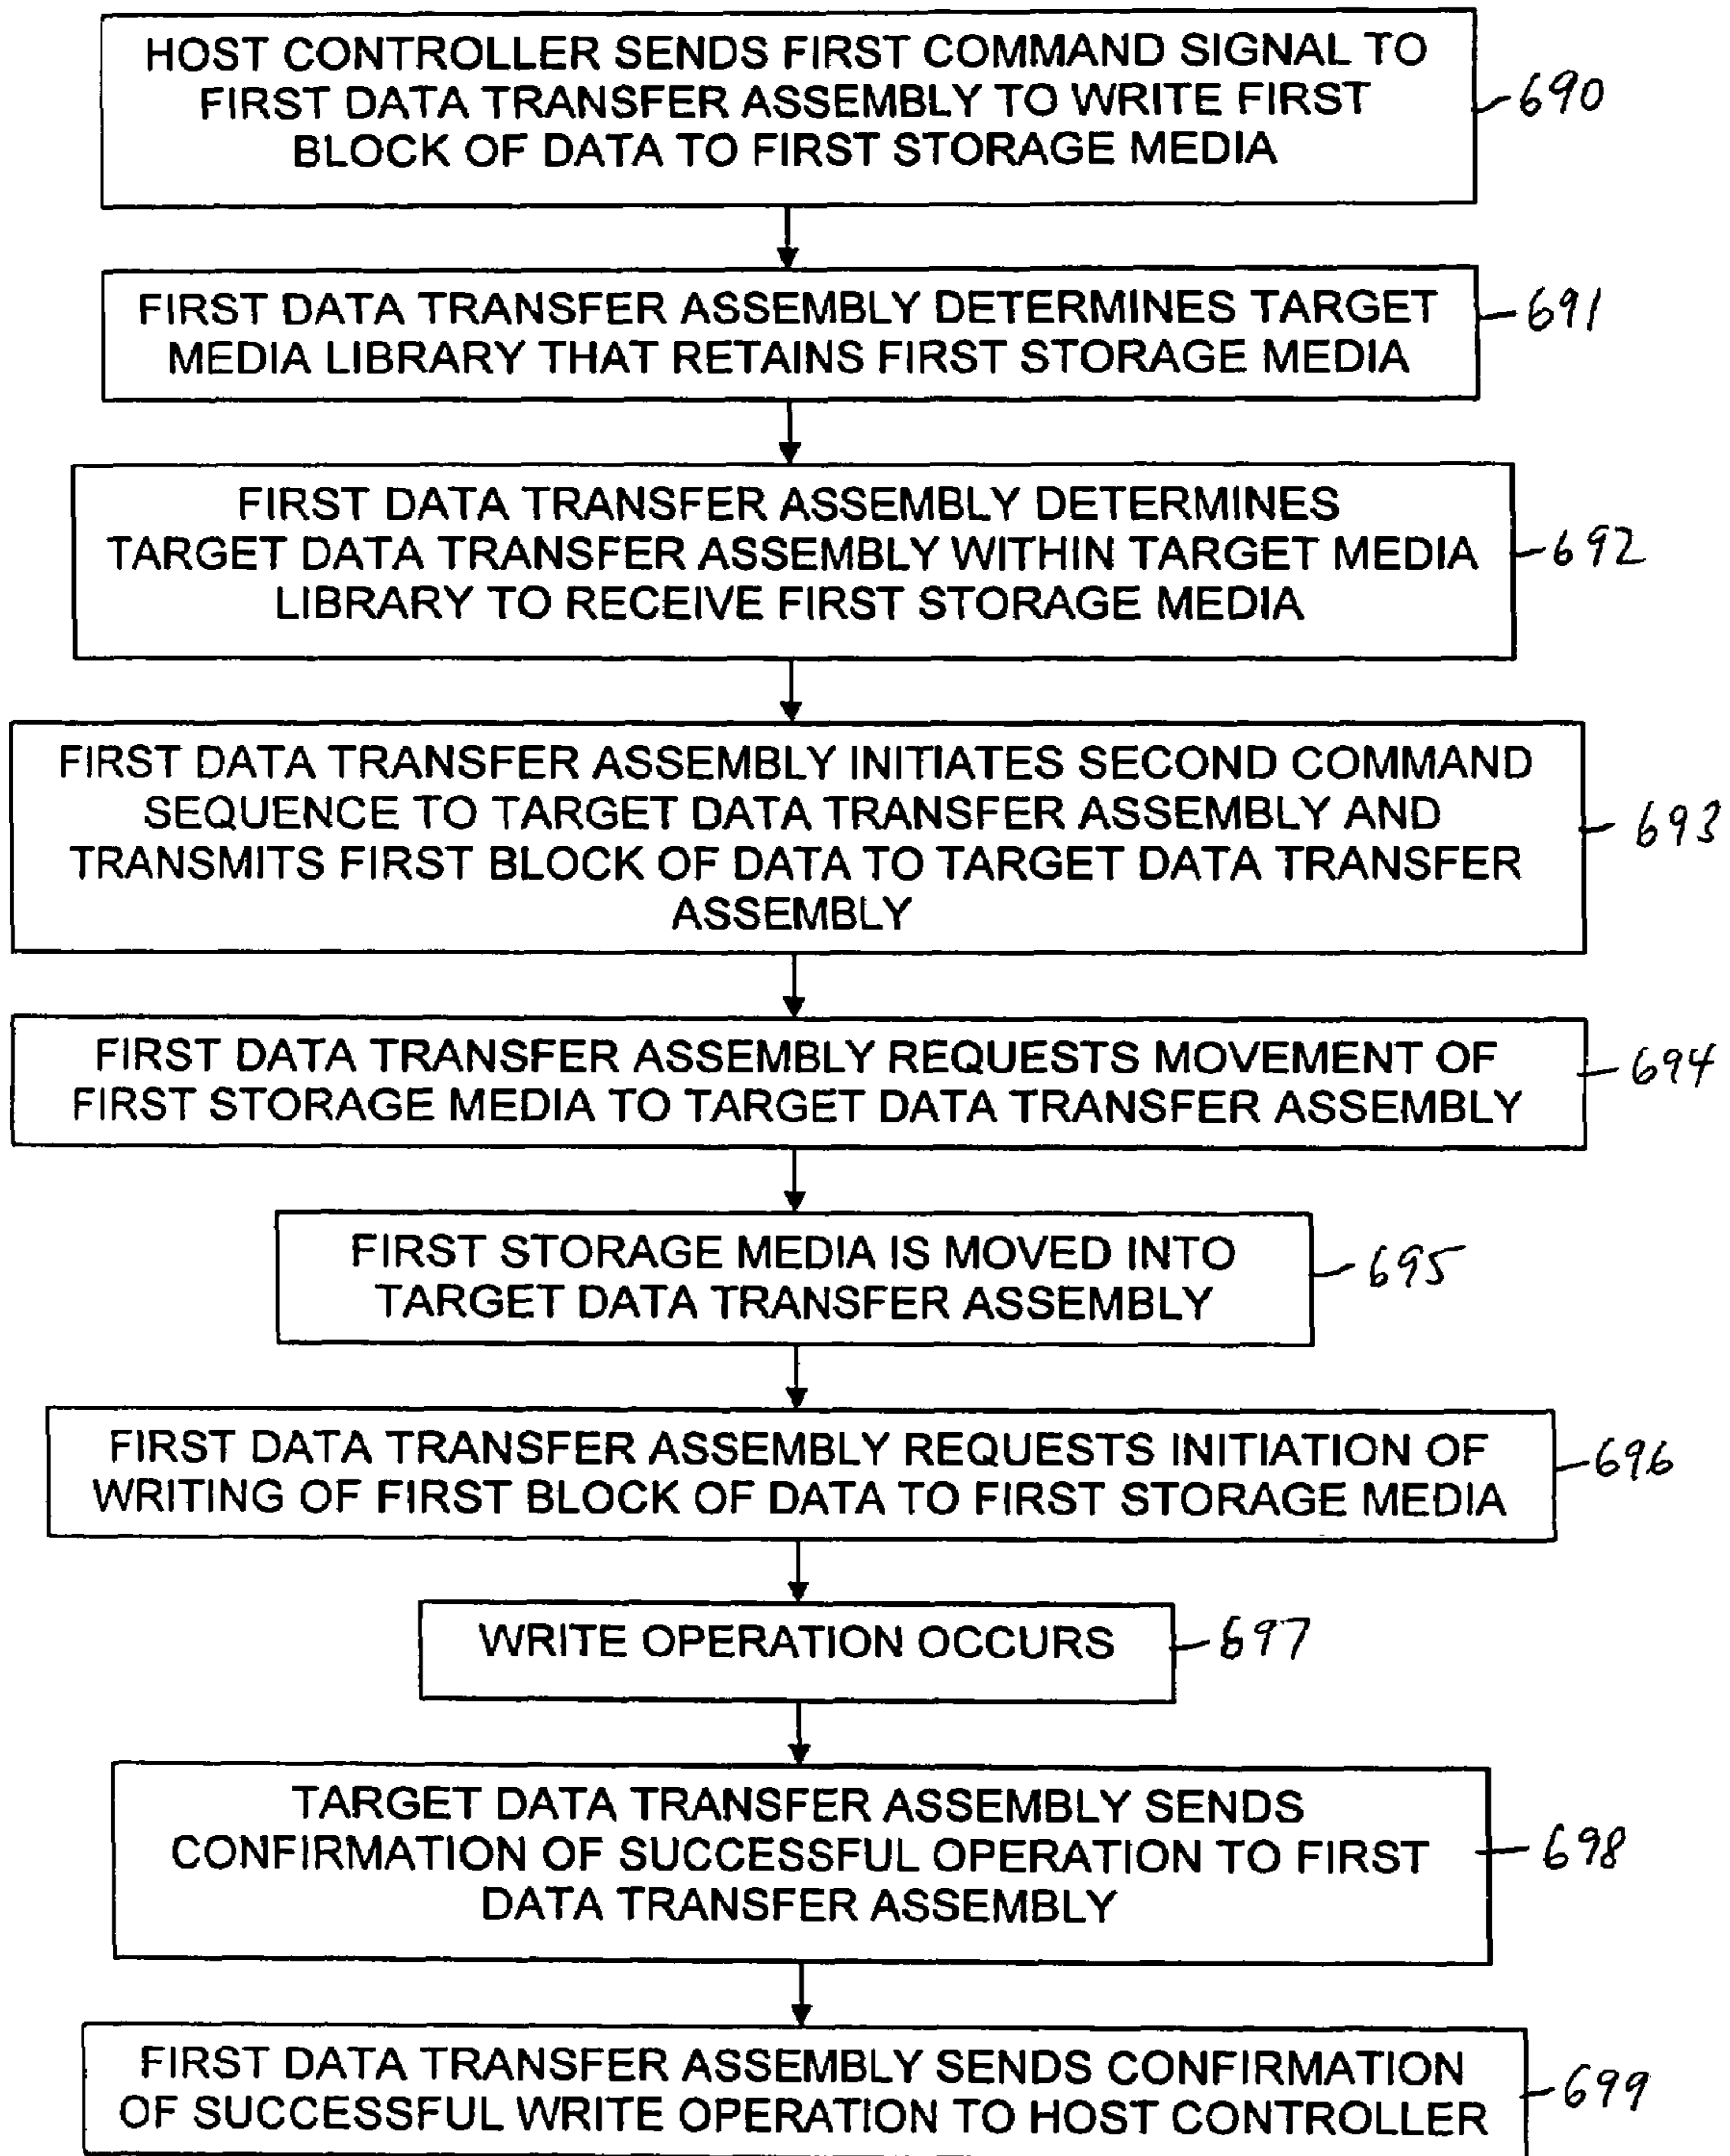 HOST CONTROLLER SENDS FIRST COMMAND SIGNAL TO
FIRST DATA TRANSFER ASSEMBLY TO WRITE FIRST
BLOCK OF DATA TO FIRST STORAGE MEDIA
690
FIRST DATA TRANSFER ASSEMBLY DETERMINES TARGET
MEDIA LIBRARY THAT RETAINS FIRST STORAGE MEDIA
691
FIRST DATA TRANSFER ASSEMBLY DETERMINES
TARGET DATA TRANSFER ASSEMBLY WITHIN TARGET MEDIA
LIBRARY TO RECEIVE FIRST STORAGE MEDIA
692
FIRST DATA TRANSFER ASSEMBLY INITIATES SECOND COMMAND
SEQUENCE TO TARGET DATA TRANSFER ASSEMBLY AND
TRANSMITS FIRST BLOCK OF DATA TO TARGET DATA TRANSFER
ASSEMBLY
693
FIRST DATA TRANSFER ASSEMBLY REQUESTS MOVEMENT OF
FIRST STORAGE MEDIA TO TARGET DATA TRANSFER ASSEMBLY
694
FIRST STORAGE MEDIA IS MOVED INTO
TARGET DATA TRANSFER ASSEMBLY
695
FIRST DATA TRANSFER ASSEMBLY REQUESTS INITIATION OF
WRITING OF FIRST BLOCK OF DATA TO FIRST STORAGE MEDIA
696
WRITE OPERATION OCCURS
697
TARGET DATA TRANSFER ASSEMBLY SENDS
CONFIRMATION OF SUCCESSFUL OPERATION TO FIRST
DATA TRANSFER ASSEMBLY
698
FIRST DATA TRANSFER ASSEMBLY SENDS CONFIRMATION
OF SUCCESSFUL WRITE OPERATION TO HOST CONTROLLER
699